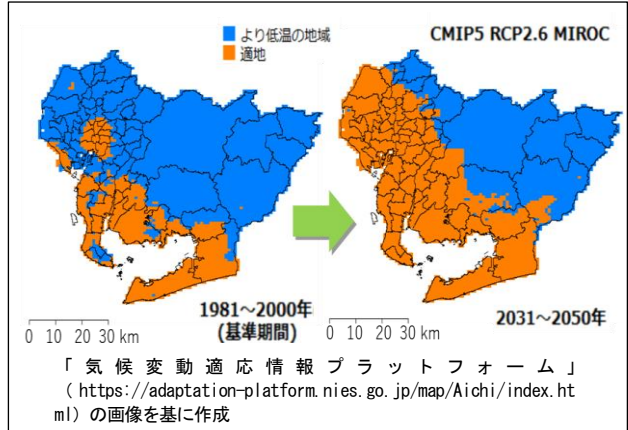 より低温の地域
適地
CMIP5 RCP2.6 MIROC
1981～2000年
(基準期間)
2031～2050年
0 10 20 30 km
0 10 20 30 km
「気候変動適応情報プラットフォーム」
（https://adaptation-platform.nies.go.jp/map/Aichi/index.ht
ml）の画像を基に作成